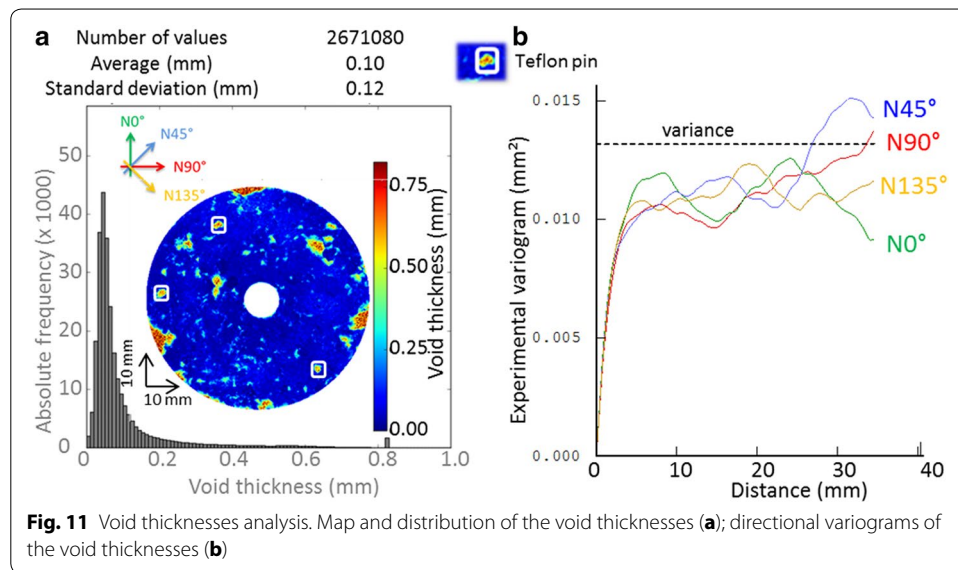 a
Number of values 2671080
Average (mm) 0.10
Standard deviation (mm) 0.12
Teflon pin
N0°
N45°
N90°
N135°
Absolute frequency (x 1000)
50
40
30
20
10
0
0 0.2 0.4 0.6 0.8 1.0
Void thickness (mm)
10 mm
10 mm
0.75
0.50
0.25
0.00
Void thickness (mm)
b
Experimental variogram (mm²)
0.015
0.010
0.005
0.000
variance
N45°
N90°
N135°
N0°
0 10 20 30 40
Distance (mm)
Fig. 11 Void thicknesses analysis. Map and distribution of the void thicknesses (a); directional variograms of
the void thicknesses (b)